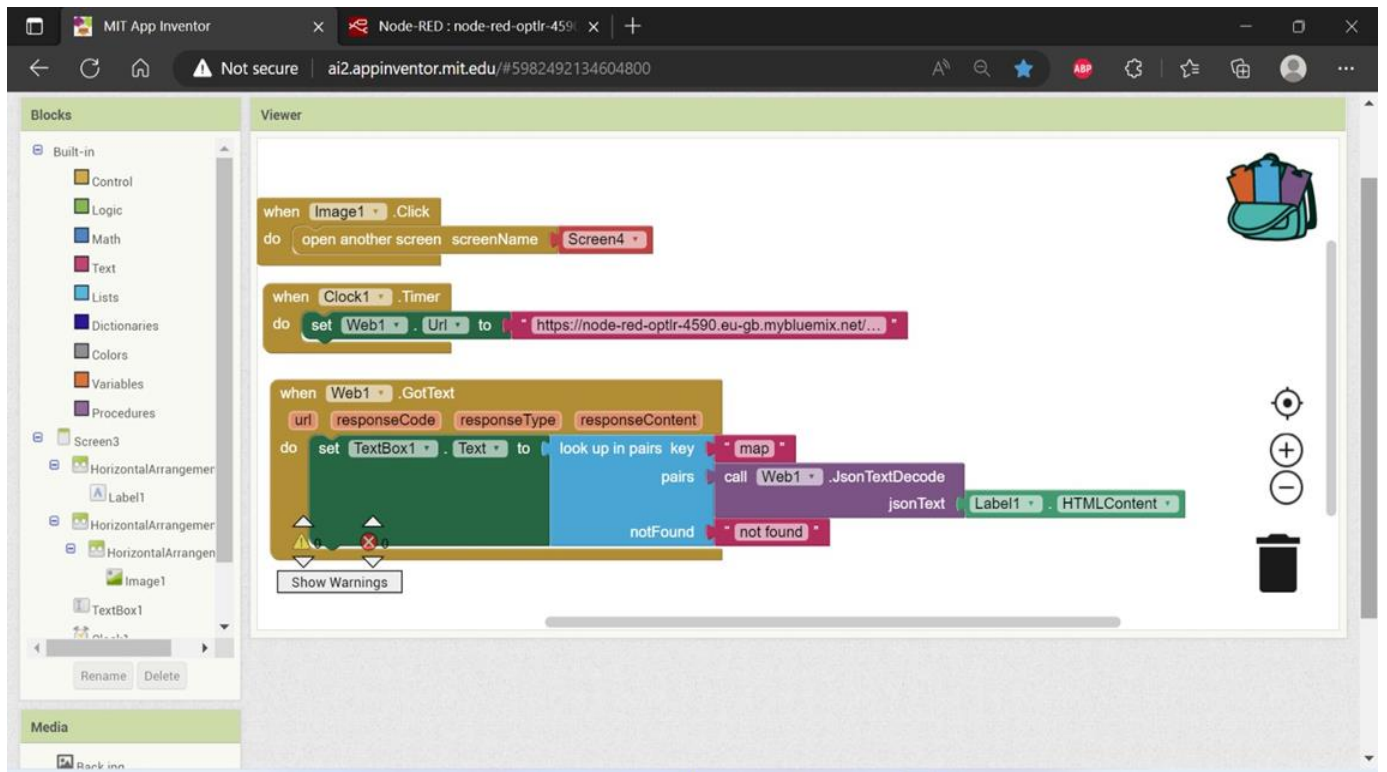 MIT App Inventor
Node-RED : node-red-optlr-459
Not secure
ai2.appinventor.mit.edu/#5982492134604800
ABP
Blocks
Viewer
Built-in
Control
Logic
Math
Text
Lists
Dictionaries
Colors
Variables
Procedures
Screen3
HorizontalArrangemer
Label1
HorizontalArrangemer
HorizontalArrangen
Image1
TextBox1
Rename Delete
Media
when Image1 .Click
do open another screen screenName Screen4
when Clock1 .Timer
do set Web1 . Url to " https://node-red-optlr-4590.eu-gb.mybluemix.net/... "
when Web1 .GotText
url responseCode responseType responseContent
do set TextBox1 . Text to look up in pairs key " map "
pairs call Web1 .JsonTextDecode
jsonText Label1 . HTMLContent
notFound " not found "
0 0
Show Warnings